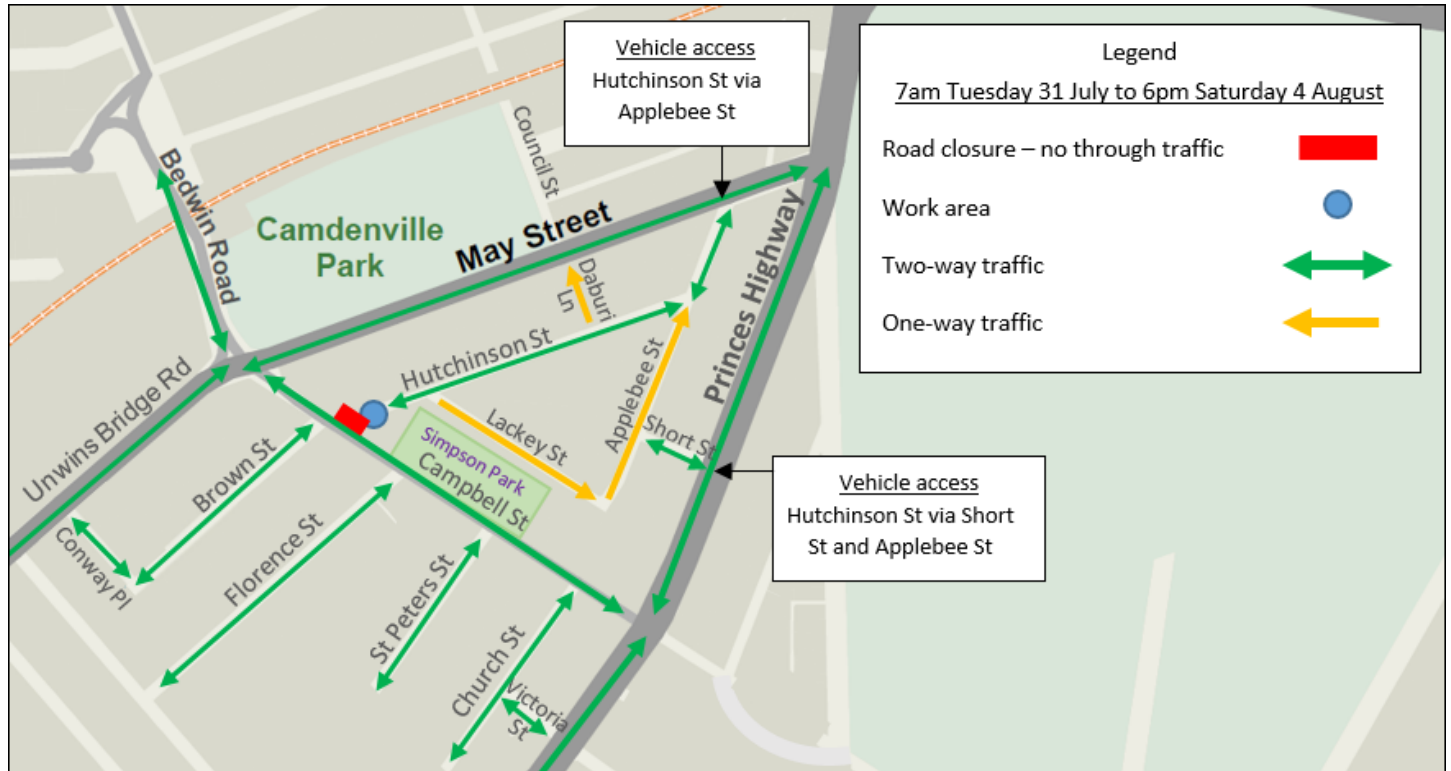 Vehicle access
Hutchinson St via
Applebee St
Legend
7am Tuesday 31 July to 6pm Saturday 4 August
Road closure – no through traffic
Work area
Two-way traffic
One-way traffic
Council St
Bedwin Road
Camdenville
Park
May Street
Princes Highway
Daburi
Ln
Hutchinson St
Applebee St
Short St
Lackey St
Simpson Park
Campbell St
Unwins Bridge Rd
Brown St
Conway Pl
Florence St
St Peters St
Church St
Victoria
St
Vehicle access
Hutchinson St via Short
St and Applebee St